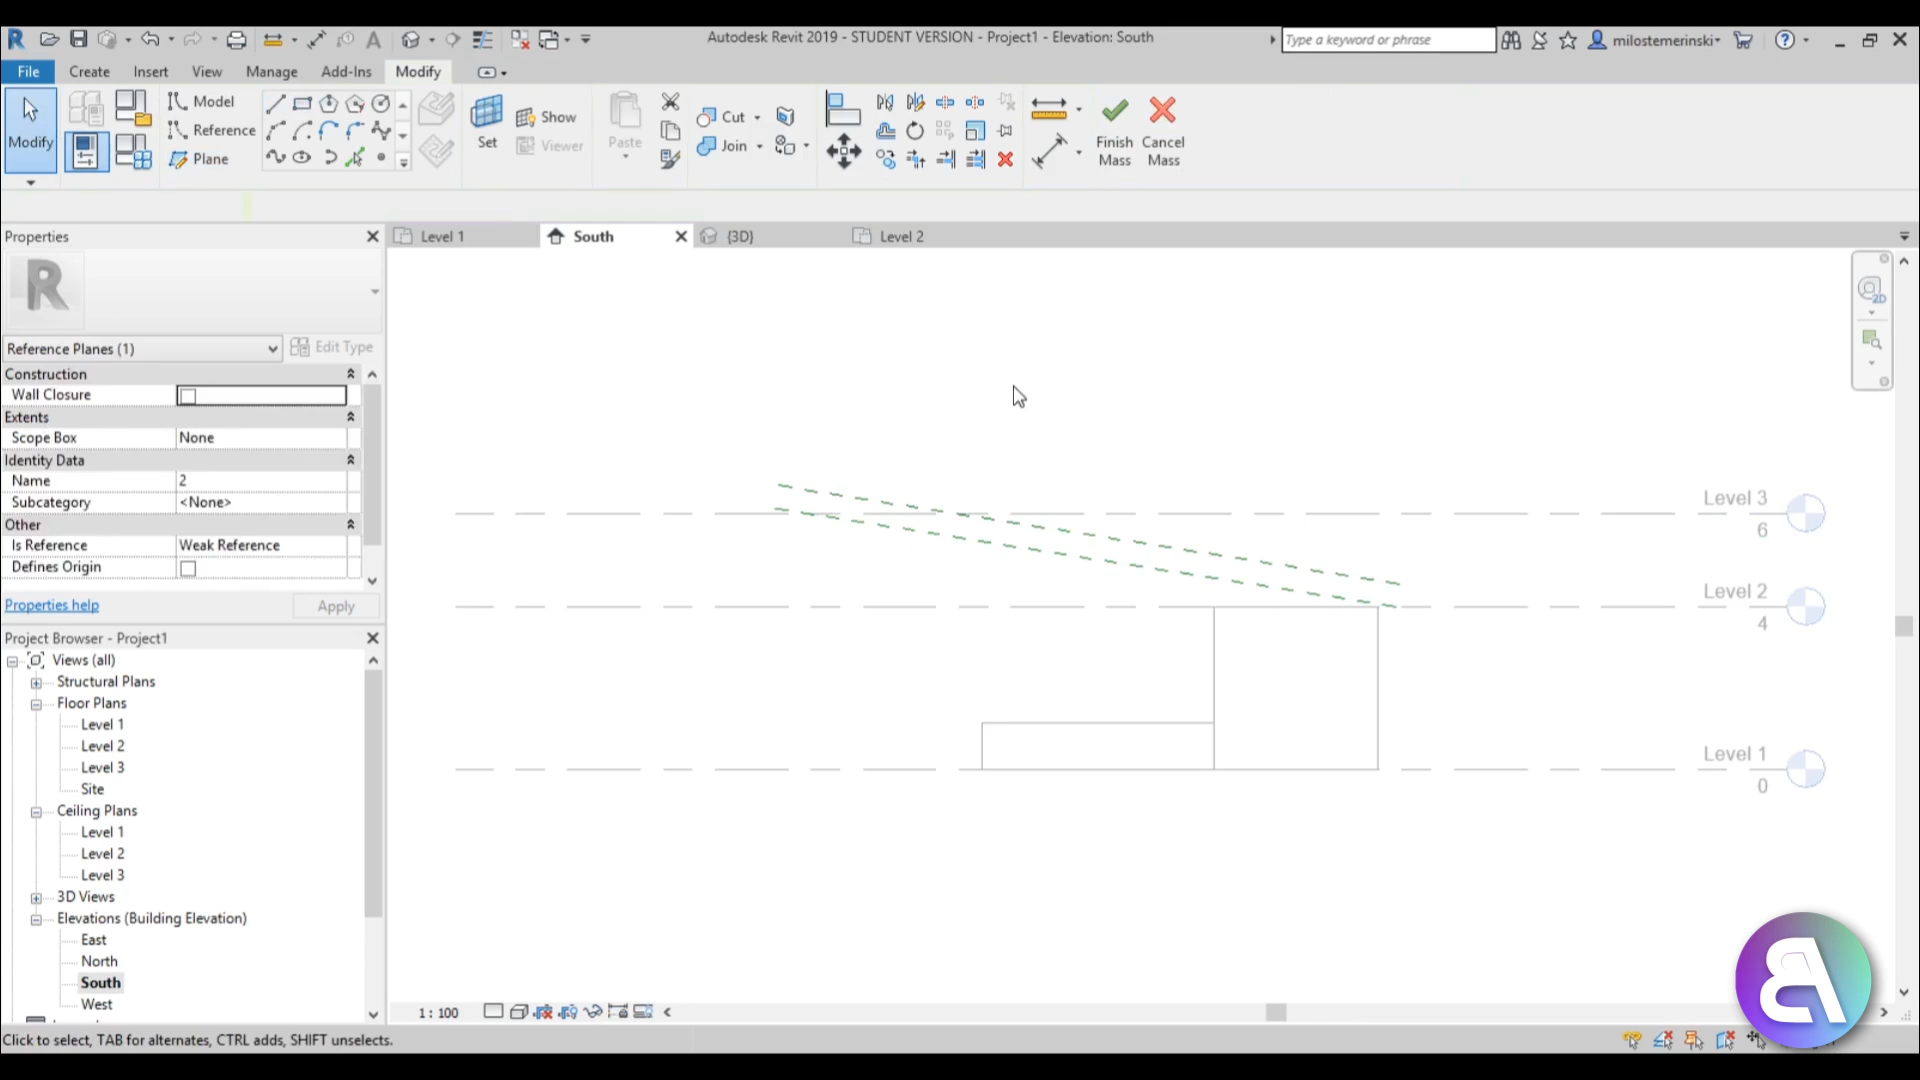 Autodesk Revit 2019 - STUDENT VERSION - Project1 - Elevation: South
Type a keyword or phrase
milostemerinski
File Create Insert View Manage Add-Ins Modify
Modify
Model
Reference
Plane
Set
Show
Viewer
Paste
Cut
Join
Finish Mass
Cancel Mass
Properties
Level 1
South
{3D}
Level 2
R
Reference Planes (1)
Edit Type
Construction
Wall Closure
Extents
Scope Box None
Identity Data
Name 2
Subcategory <None>
Other
Is Reference Weak Reference
Defines Origin
Properties help
Apply
Project Browser - Project1
Views (all)
Structural Plans
Floor Plans
Level 1
Level 2
Level 3
Site
Ceiling Plans
Level 1
Level 2
Level 3
3D Views
Elevations (Building Elevation)
East
North
South
West
Level 3
6
Level 2
4
Level 1
0
2D
1 : 100
Click to select, TAB for alternates, CTRL adds, SHIFT unselects.